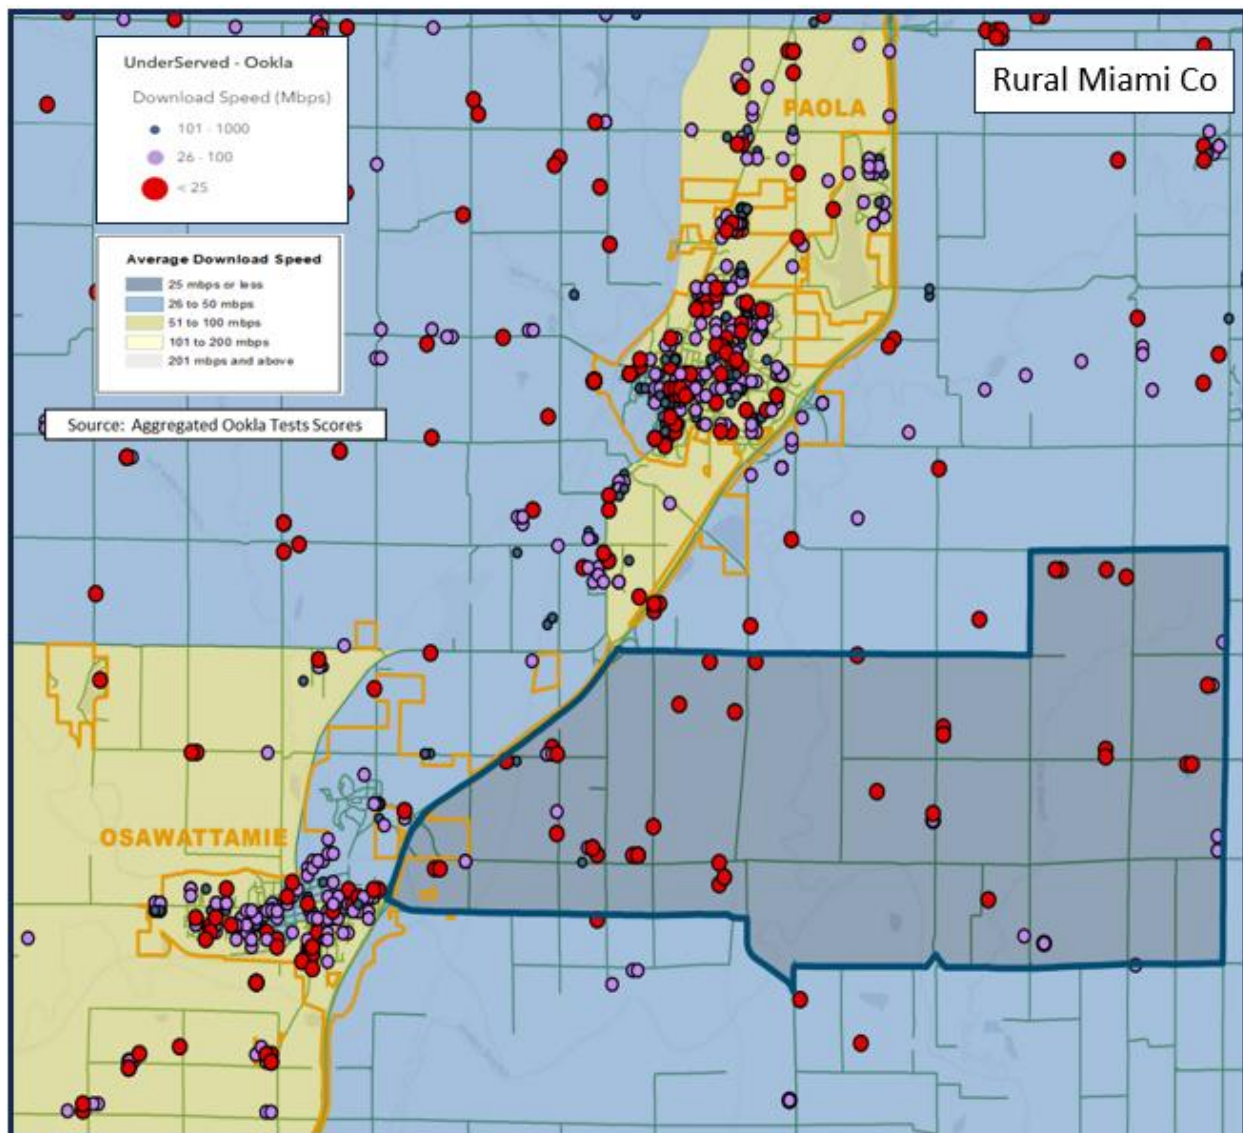 UnderServed - Ookla
Download Speed (Mbps)
101 - 1000
26 - 100
< 25
Rural Miami Co
PAOLA
Average Download Speed
25 mbps or less
26 to 50 mbps
51 to 100 mbps
101 to 200 mbps
201 mbps and above
Source: Aggregated Ookla Tests Scores
OSAWATTAMIE